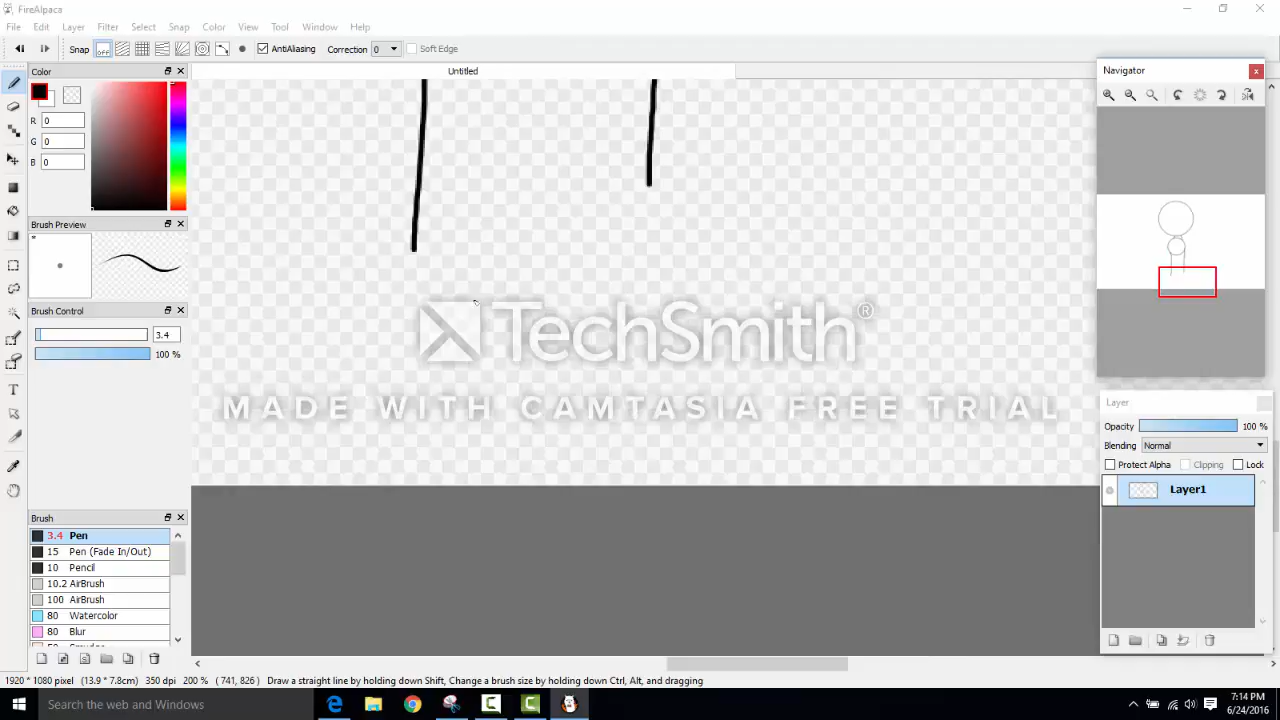 FireAlpaca
File Edit Layer Filter Select Snap Color View Tool Window Help
Snap OFF AntiAliasing Correction 0 Soft Edge
Color
Untitled
Navigator
R 0
G 0
B 0
Brush Preview
*
Brush Control
3.4
100 %
TechSmith®
MADE WITH CAMTASIA FREE TRIAL
Layer
Opacity 100 %
Blending Normal
Protect Alpha Clipping Lock
Layer1
Brush
3.4 Pen
15 Pen (Fade In/Out)
10 Pencil
10.2 AirBrush
100 AirBrush
80 Watercolor
80 Blur
1920 * 1080 pixel (13.9 * 7.8cm) 350 dpi 200 % (741, 826) Draw a straight line by holding down Shift, Change a brush size by holding down Ctrl, Alt, and dragging
Search the web and Windows
7:14 PM
6/24/2016